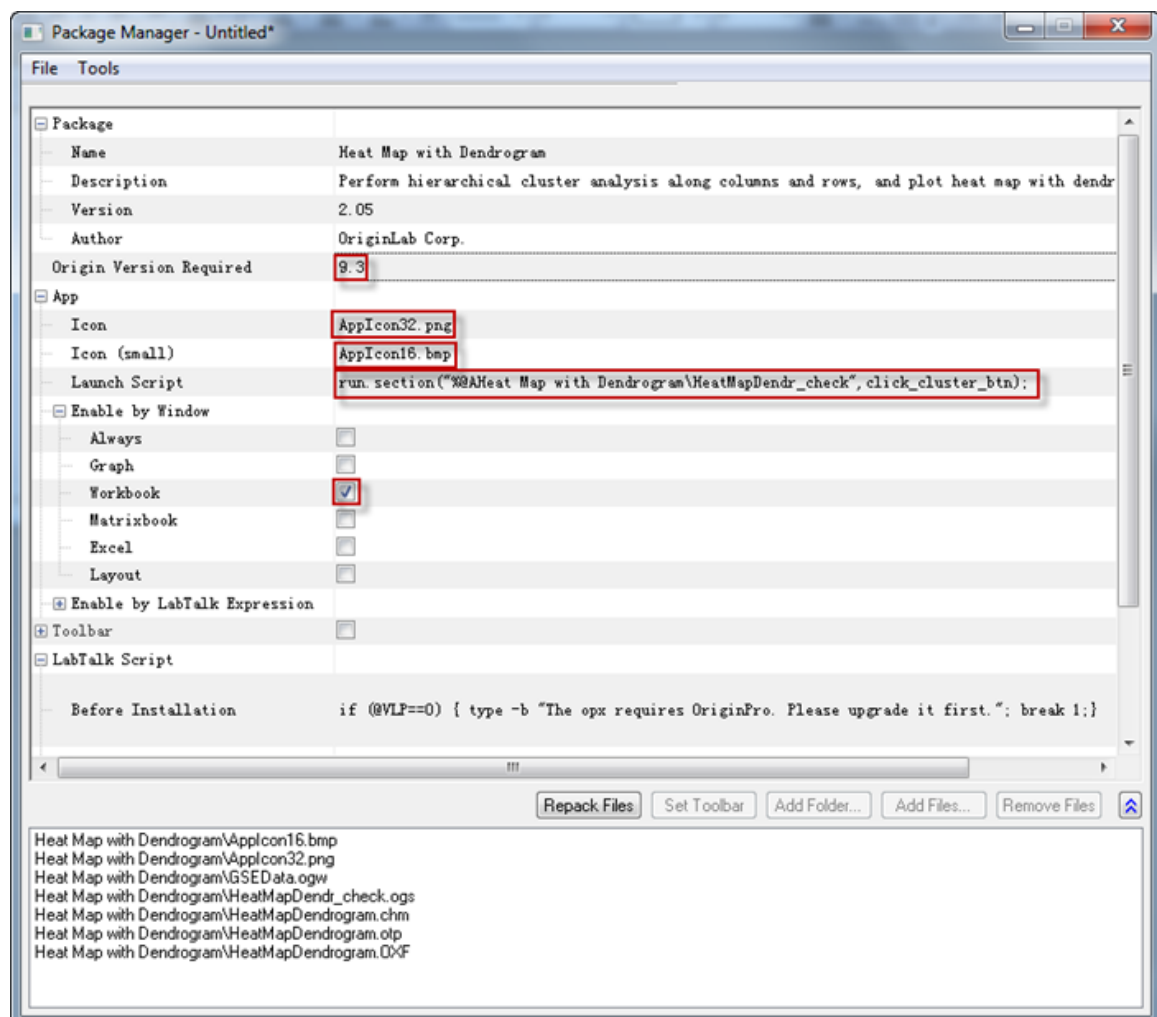 Package Manager - Untitled*
File Tools
Package
Name Heat Map with Dendrogram
Description Perform hierarchical cluster analysis along columns and rows, and plot heat map with dendr
Version 2.05
Author OriginLab Corp.
Origin Version Required 9.3
App
Icon AppIcon32.png
Icon (small) AppIcon16.bmp
Launch Script run.section("%@AHeat Map with Dendrogram\HeatMapDendr_check",click_cluster_btn);
Enable by Window
Always
Graph
Workbook
Matrixbook
Excel
Layout
Enable by LabTalk Expression
Toolbar
LabTalk Script
Before Installation if (@VLP==0) { type -b "The opx requires OriginPro. Please upgrade it first."; break 1;}
Repack Files Set Toolbar Add Folder... Add Files... Remove Files
Heat Map with Dendrogram\AppIcon16.bmp
Heat Map with Dendrogram\AppIcon32.png
Heat Map with Dendrogram\GSEData.ogw
Heat Map with Dendrogram\HeatMapDendr_check.ogs
Heat Map with Dendrogram\HeatMapDendrogram.chm
Heat Map with Dendrogram\HeatMapDendrogram.otp
Heat Map with Dendrogram\HeatMapDendrogram.OXF